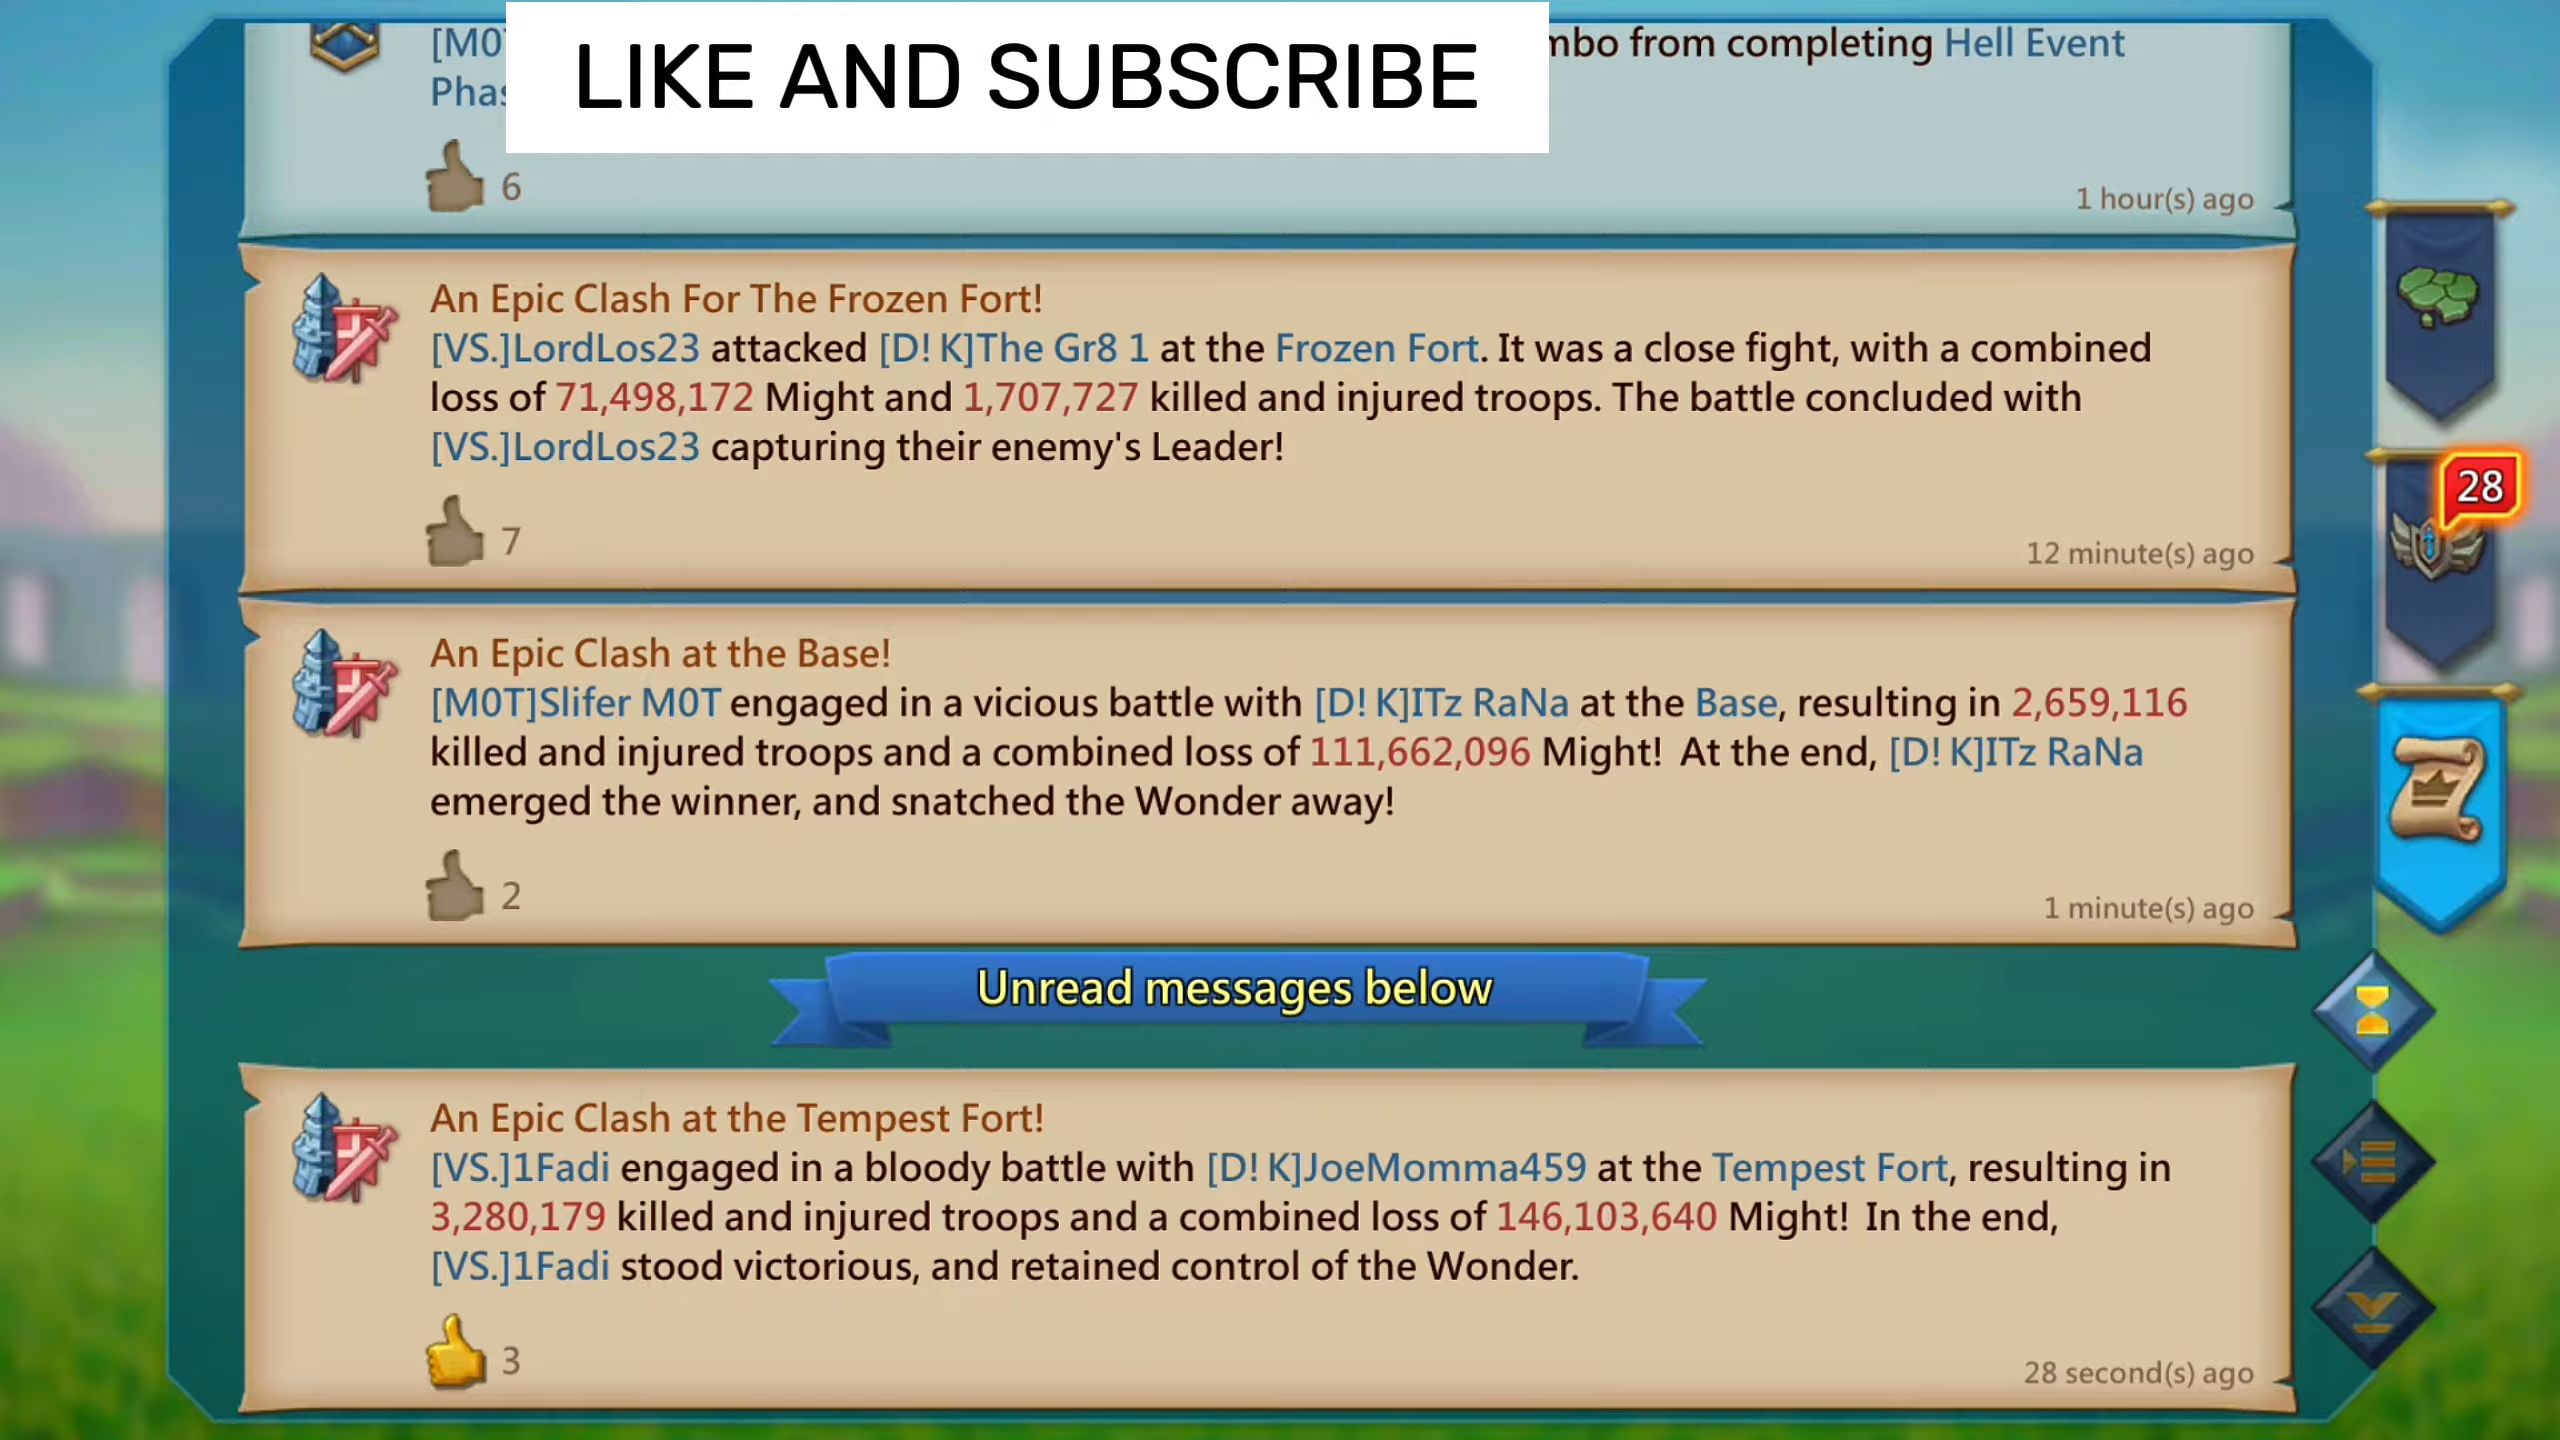 LIKE AND SUBSCRIBE
from completing Hell Event
6
1 hour(s) ago
An Epic Clash For The Frozen Fort!
[VS.]LordLos23 attacked [D! K]The Gr8 1 at the Frozen Fort. It was a close fight, with a combined
loss of 71,498,172 Might and 1,707,727 killed and injured troops. The battle concluded with
[VS.]LordLos23 capturing their enemy's Leader!
7
12 minute(s) ago
28
An Epic Clash at the Base!
[M0T]Slifer M0T engaged in a vicious battle with [D! K]ITz RaNa at the Base, resulting in 2,659,116
killed and injured troops and a combined loss of 111,662,096 Might! At the end, [D! K]ITz RaNa
emerged the winner, and snatched the Wonder away!
2
1 minute(s) ago
Unread messages below
An Epic Clash at the Tempest Fort!
[VS.]1Fadi engaged in a bloody battle with [D! K]JoeMomma459 at the Tempest Fort, resulting in
3,280,179 killed and injured troops and a combined loss of 146,103,640 Might! In the end,
[VS.]1Fadi stood victorious, and retained control of the Wonder.
3
28 second(s) ago